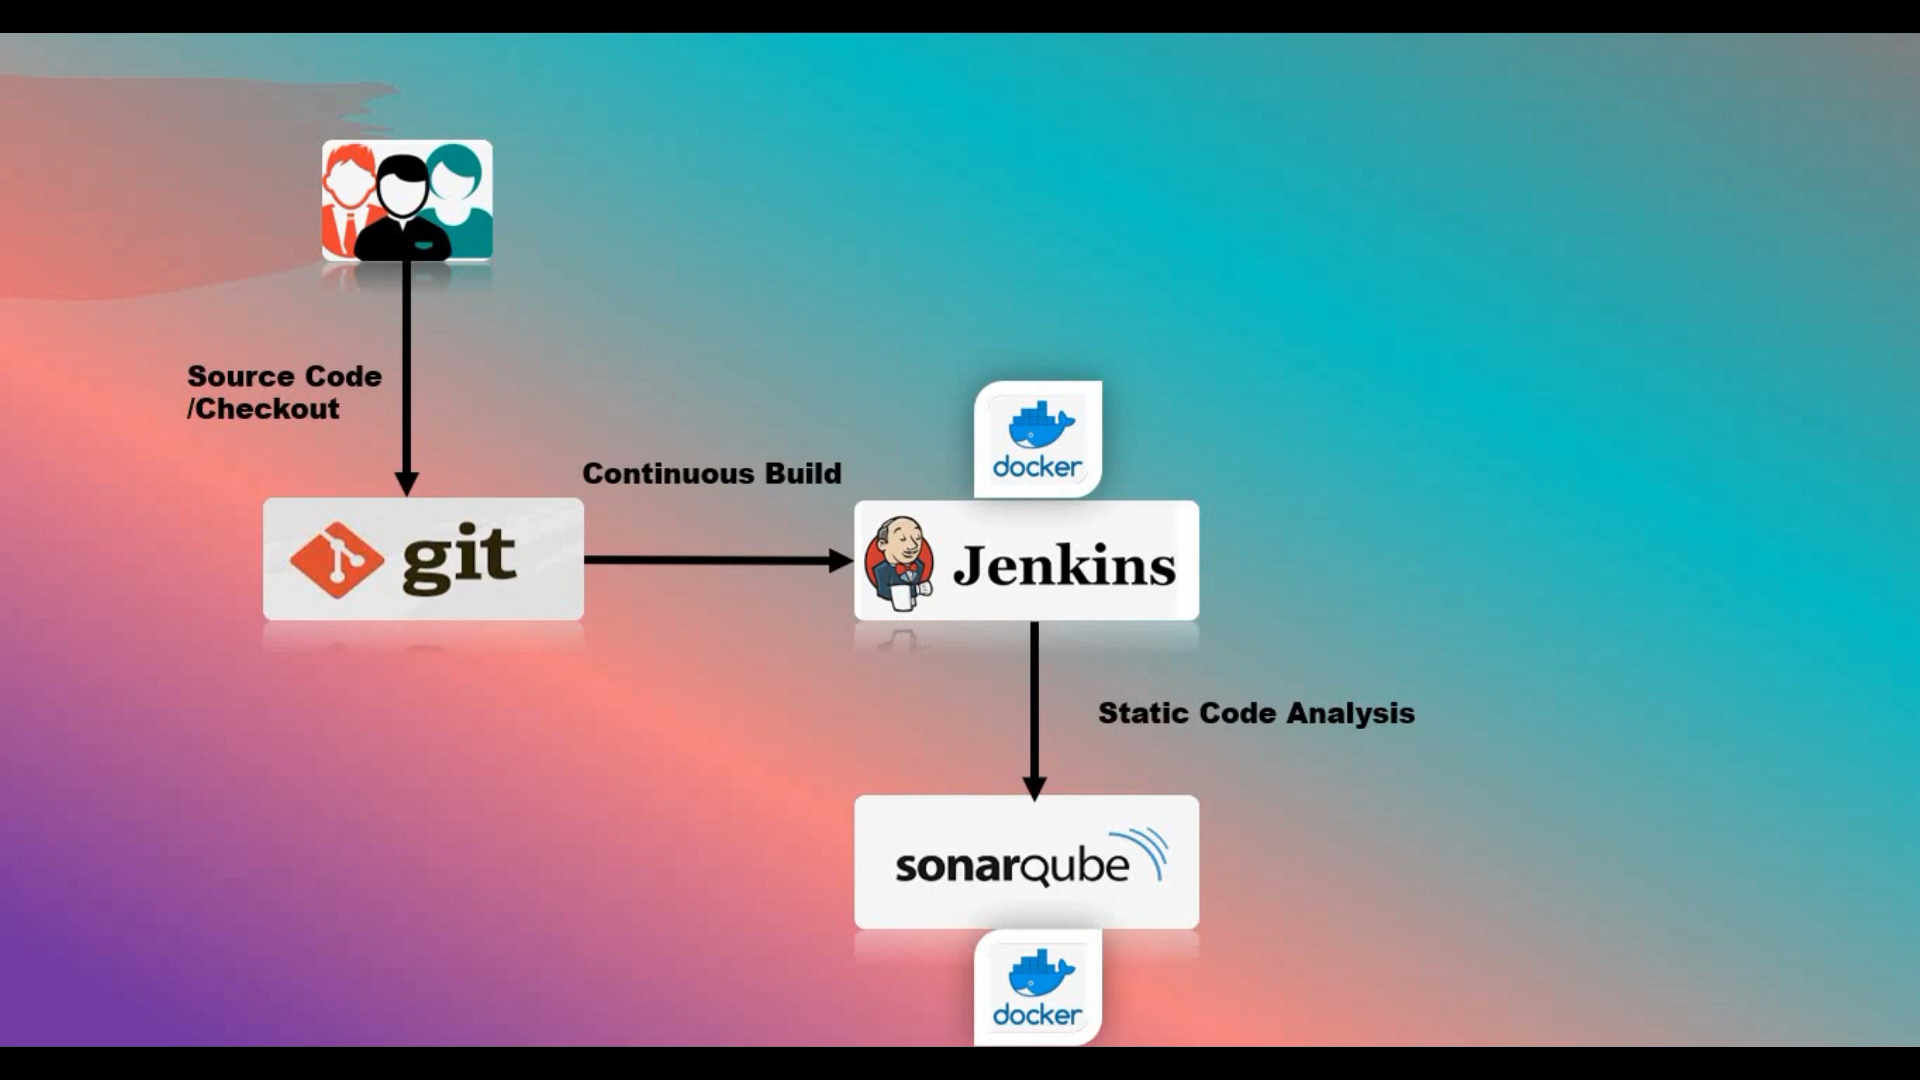 Source Code
/Checkout
Continuous Build
docker
git
Jenkins
Static Code Analysis
sonarqube
docker